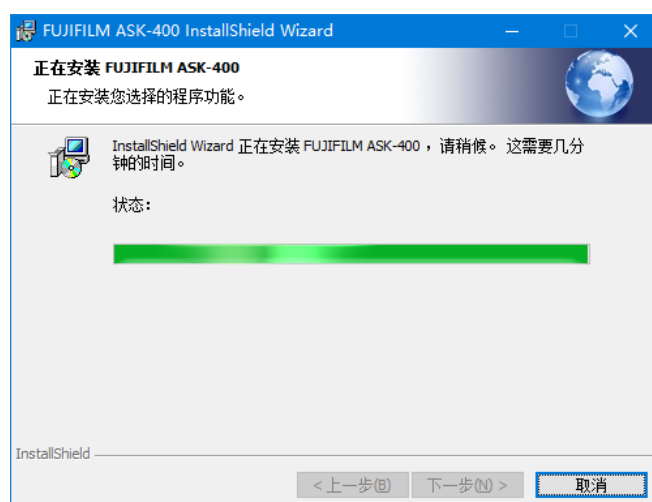 FUJIFILM ASK-400 InstallShield Wizard
正在安装 FUJIFILM ASK-400
正在安装您选择的程序功能。
InstallShield Wizard 正在安装 FUJIFILM ASK-400 ，请稍候。 这需要几分
钟的时间。
状态：
InstallShield
< 上一步(B) 下一步(N) > 取消